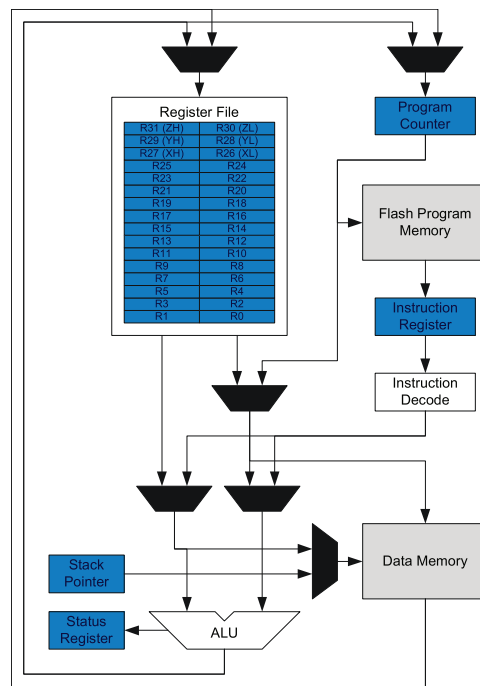 Register File
R31 (ZH) R30 (ZL)
R29 (YH) R28 (YL)
R27 (XH) R26 (XL)
R25 R24
R23 R22
R21 R20
R19 R18
R17 R16
R15 R14
R13 R12
R11 R10
R9 R8
R7 R6
R5 R4
R3 R2
R1 R0
Program
Counter
Flash Program
Memory
Instruction
Register
Instruction
Decode
Stack
Pointer
Data Memory
Status
Register
ALU